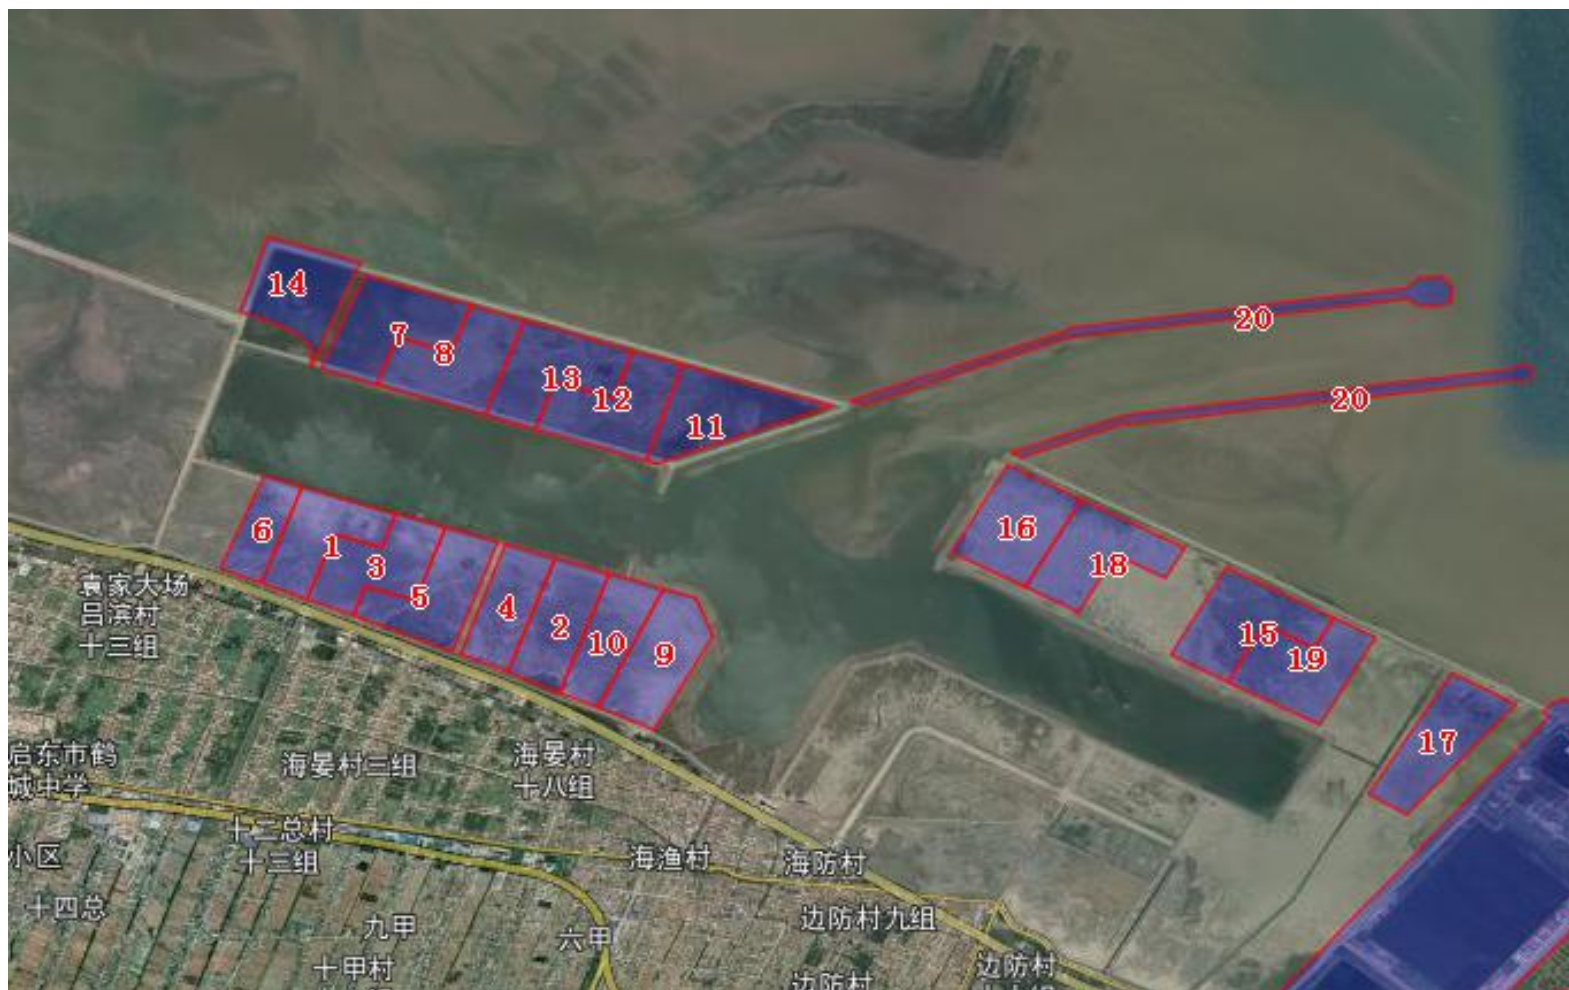 14
20
7
8
13
12
20
11
6
1
3
5
4
2
10
9
16
18
15
19
17
袁家大场
吕滨村
十三组
启东市鹤
城中学
海晏村三组
海晏村
十八组
十二总村
十三组
小区
海渔村
海防村
十四总
九甲
六甲
边防村九组
十甲村
边防村
边防村